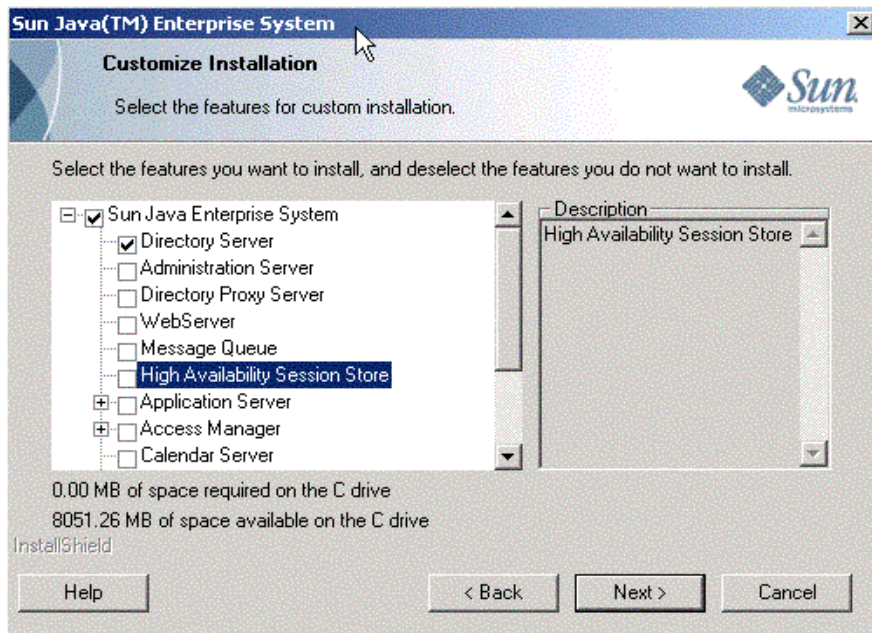 Sun Java(TM) Enterprise System
Customize Installation
Select the features for custom installation.
Sun
microsystems
Select the features you want to install, and deselect the features you do not want to install.
Sun Java Enterprise System
Directory Server
Administration Server
Directory Proxy Server
WebServer
Message Queue
High Availability Session Store
Application Server
Access Manager
Calendar Server
Description
High Availability Session Store
0.00 MB of space required on the C drive
8051.26 MB of space available on the C drive
InstallShield
Help
< Back
Next >
Cancel